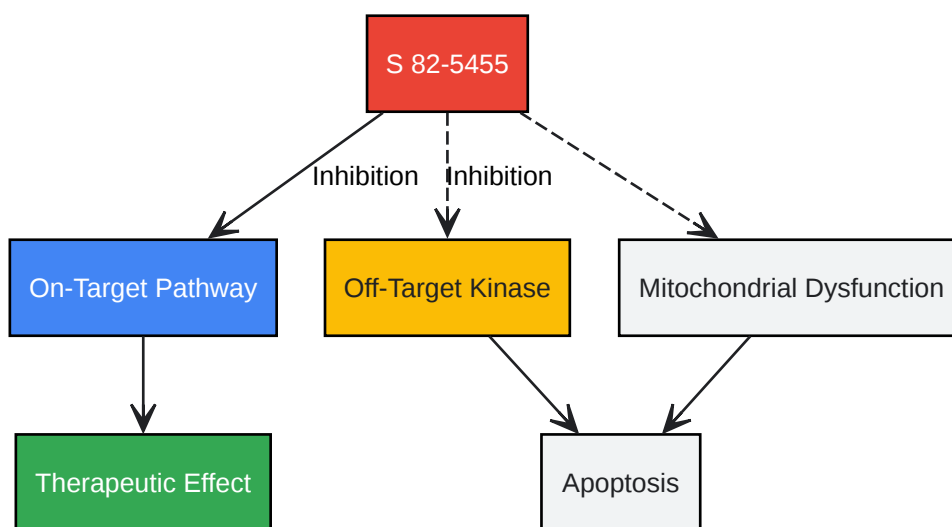 S 82-5455
Inhibition
Inhibition
On-Target Pathway
Off-Target Kinase
Mitochondrial Dysfunction
Therapeutic Effect
Apoptosis